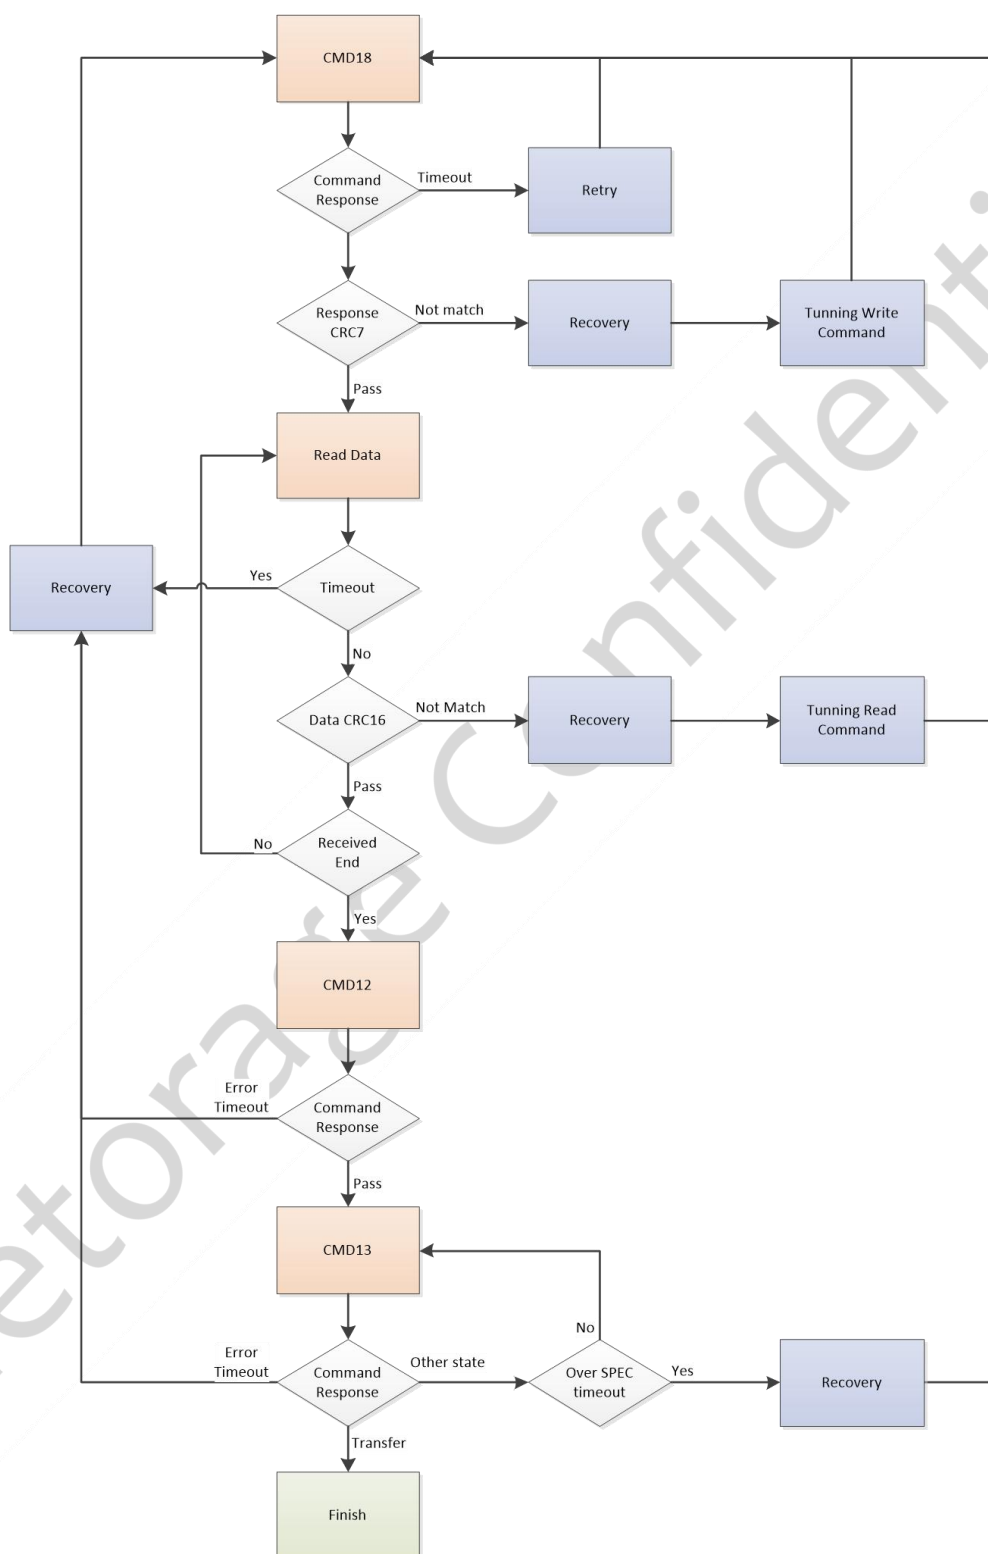 CMD18
Command
Response
Timeout
Retry
Response
CRC7
Not match
Recovery
Tunning Write
Command
Pass
Read Data
Recovery
Yes
Timeout
No
Data CRC16
Not Match
Recovery
Tunning Read
Command
Pass
No
Received
End
Yes
CMD12
Error
Timeout
Command
Response
Pass
CMD13
No
Error
Timeout
Command
Response
Other state
Over SPEC
timeout
Yes
Recovery
Transfer
Finish